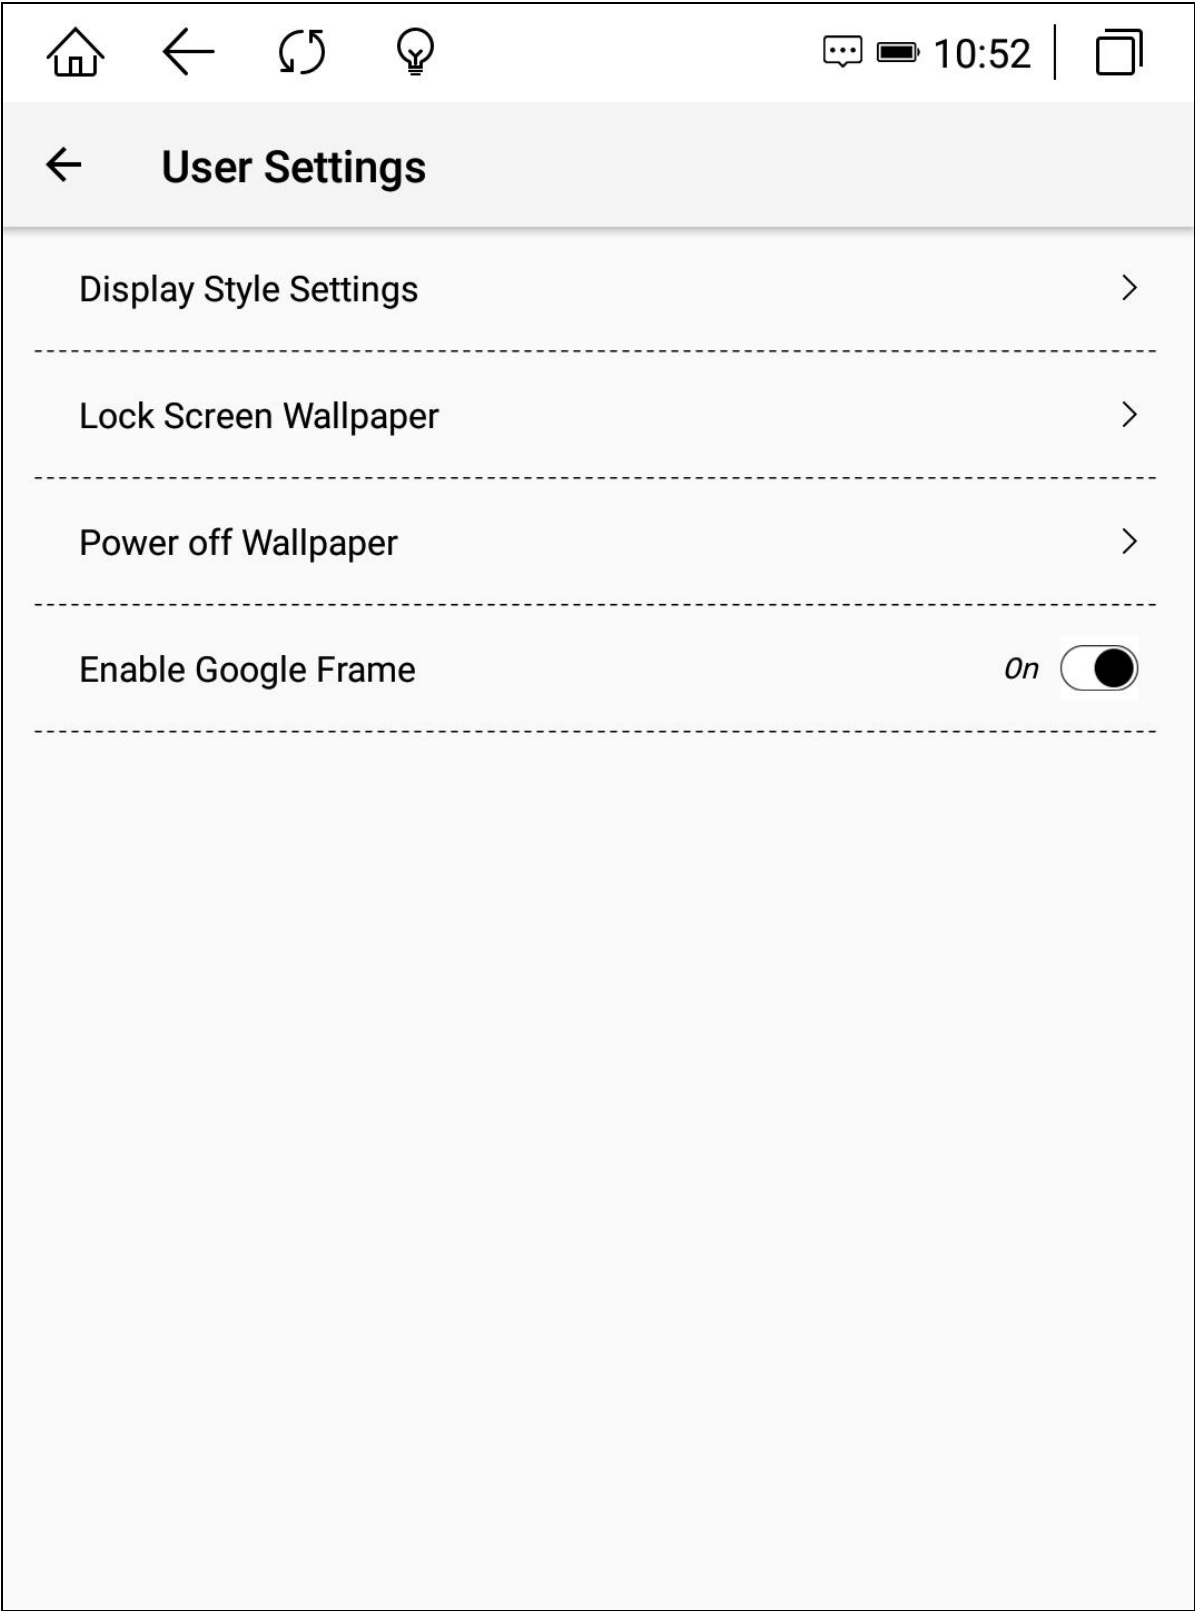 10:52
User Settings
Display Style Settings
Lock Screen Wallpaper
Power off Wallpaper
Enable Google Frame On